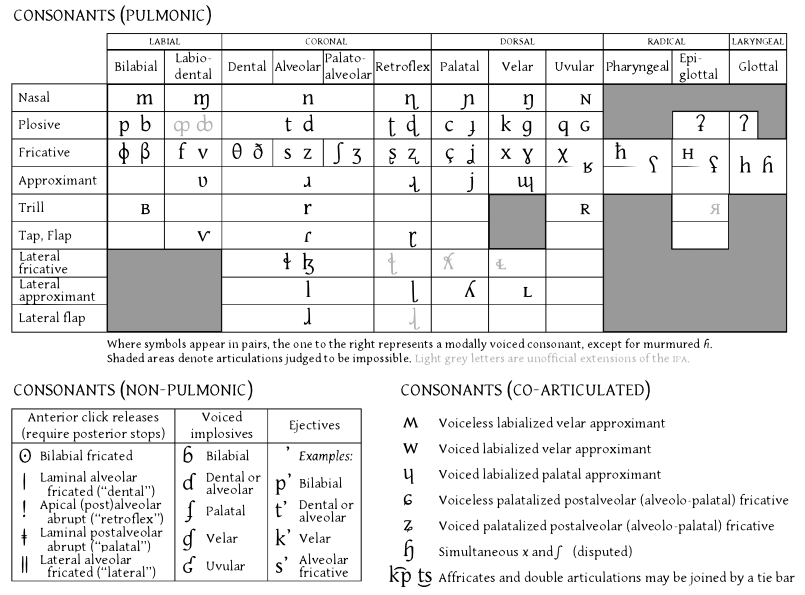 CONSONANTS (PULMONIC)
LABIAL CORONAL DORSAL RADICAL LARYNGEAL
Bilabial Labio-dental Dental Alveolar Palato-alveolar Retroflex Palatal Velar Uvular Pharyngeal Epi-glottal Glottal
Nasal m ɱ n ɳ ɲ ŋ ɴ
Plosive p b ȹ ȸ t d ʈ ɖ c ɟ k ɡ q ɢ ʡ ʔ
Fricative ɸ β f v θ ð s z ʃ ʒ ʂ ʐ ç ʝ x ɣ χ ʁ ħ ʕ ʜ ʢ h ɦ
Approximant ʋ ɹ ɻ j ɰ
Trill ʙ r ʀ ᴙ
Tap, Flap ⱱ ɾ ɽ
Lateral
fricative ɬ ɮ
Lateral
approximant l ɭ ʎ ʟ
Lateral flap ɺ
Where symbols appear in pairs, the one to the right represents a modally voiced consonant, except for murmured ɦ.
Shaded areas denote articulations judged to be impossible. Light grey letters are unofficial extensions of the IPA.
CONSONANTS (NON-PULMONIC)
Anterior click releases
(require posterior stops)
Voiced
implosives
Ejectives
ʘ Bilabial fricated ɓ Bilabial ʼ Examples:
ǀ Laminal alveolar
fricated (“dental”)
ɗ Dental or
alveolar
pʼ Bilabial
ǃ Apical (post)alveolar
abrupt (“retroflex”)
ʄ Palatal
tʼ Dental or
alveolar
ǂ Laminal postalveolar
abrupt (“palatal”)
ɠ Velar
kʼ Velar
ǁ Lateral alveolar
fricated (“lateral”)
ʛ Uvular
sʼ Alveolar
fricative
CONSONANTS (CO-ARTICULATED)
ʍ Voiceless labialized velar approximant
w Voiced labialized velar approximant
ɥ Voiced labialized palatal approximant
ɕ Voiceless palatalized postalveolar (alveolo-palatal) fricative
ʑ Voiced palatalized postalveolar (alveolo-palatal) fricative
ɧ Simultaneous x and ʃ (disputed)
k͡p t͜s Affricates and double articulations may be joined by a tie bar